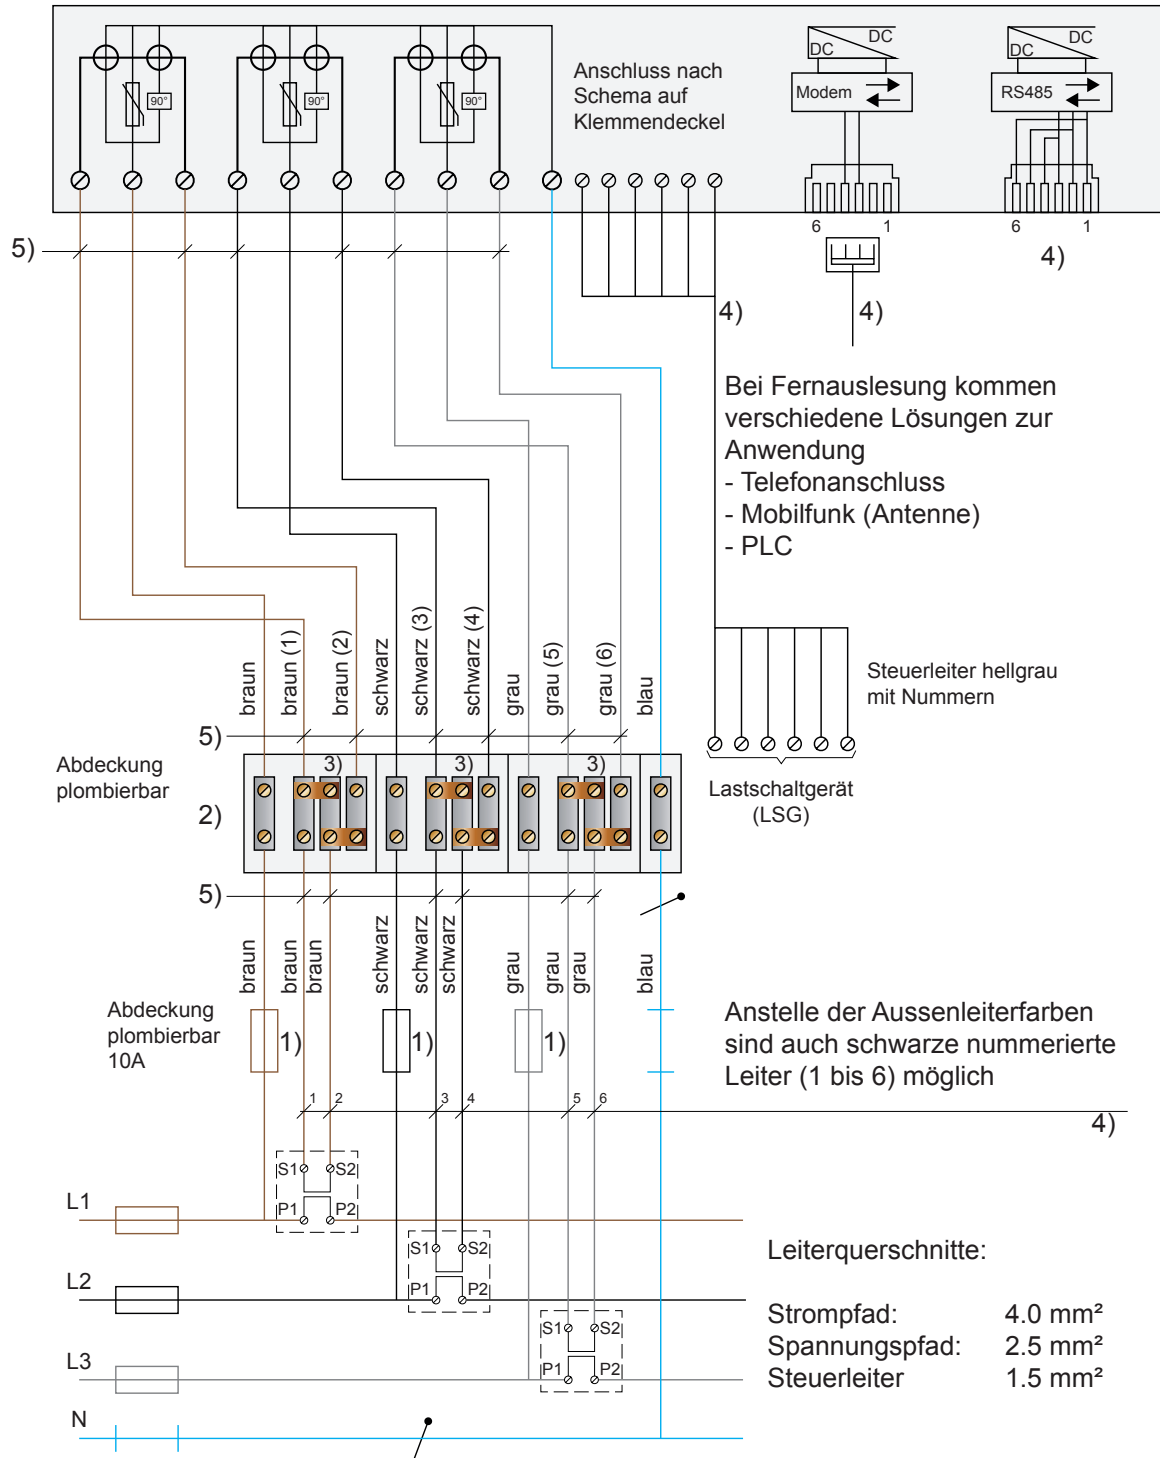 DC DC
DC DC
Anschluss nach
Schema auf
Klemmendeckel
Modem
RS485
90°
90°
90°
6 1
6 1
5)
4)
4)
4)
Bei Fernauslesung kommen
verschiedene Lösungen zur
Anwendung
- Telefonanschluss
- Mobilfunk (Antenne)
- PLC
braun
braun (1)
braun (2)
schwarz
schwarz (3)
schwarz (4)
grau
grau (5)
grau (6)
blau
Steuerleiter hellgrau
mit Nummern
5)
Abdeckung
plombierbar
3)
3)
3)
2)
Lastschaltgerät
(LSG)
5)
braun
braun
braun
schwarz
schwarz
schwarz
grau
grau
grau
blau
Abdeckung
plombierbar
10A
1)
1)
1)
Anstelle der Aussenleiterfarben
sind auch schwarze nummerierte
Leiter (1 bis 6) möglich
1 2 3 4 5 6
4)
S1 S2
P1 P2
L1
S1 S2
P1 P2
L2
S1 S2
P1 P2
L3
N
Leiterquerschnitte:
Strompfad: 4.0 mm²
Spannungspfad: 2.5 mm²
Steuerleiter 1.5 mm²